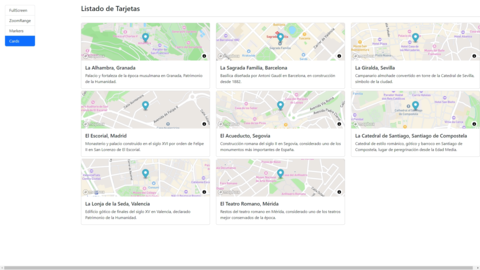 FullScreen
ZoomRange
Markers
Cards
Listado de Tarjetas
La Alhambra, Granada
Palacio y fortaleza de la época musulmana en Granada, Patrimonio
de la Humanidad.
La Sagrada Familia, Barcelona
Basílica diseñada por Antoni Gaudí en Barcelona, en construcción
desde 1882.
La Giralda, Sevilla
Campanario almohade convertido en torre de la Catedral de Sevilla,
símbolo de la ciudad.
El Escorial, Madrid
Monasterio y palacio construido en el siglo XVI por orden de Felipe
II en San Lorenzo de El Escorial.
El Acueducto, Segovia
Construcción romana del siglo II en Segovia, considerado uno de los
monumentos más importantes de España.
La Catedral de Santiago, Santiago de Compostela
Catedral de estilo románico, gótico y barroco en Santiago de
Compostela, lugar de peregrinación desde la Edad Media.
La Lonja de la Seda, Valencia
Edificio gótico de finales del siglo XV en Valencia, declarado
Patrimonio de la Humanidad.
El Teatro Romano, Mérida
Restos del teatro romano en Mérida, considerado uno de los teatros
mejor conservados de la época.